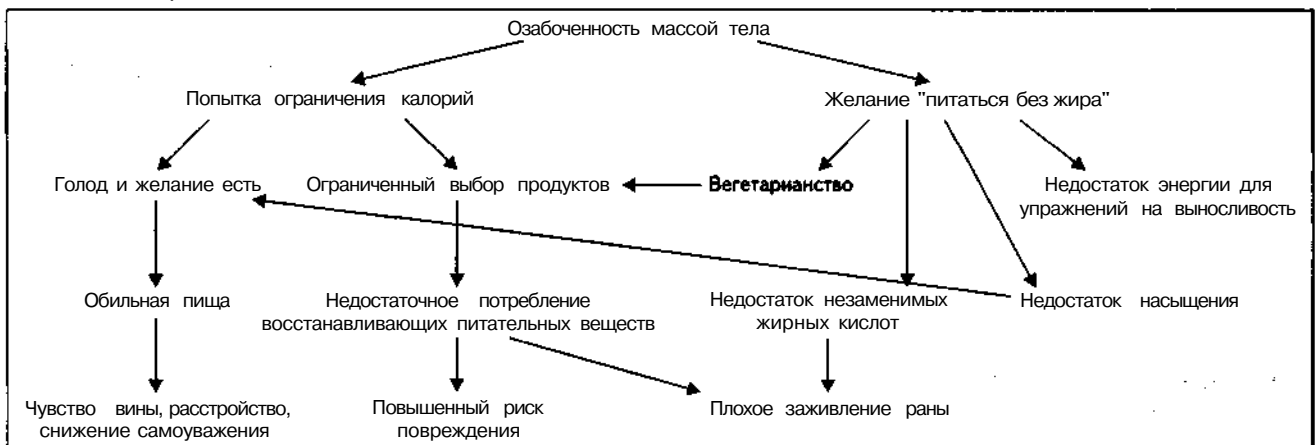 Озабоченность массой тела
Попытка ограничения калорий
Желание "питаться без жира"
Голод и желание есть
Ограниченный выбор продуктов
Вегетарианство
Недостаток энергии для
упражнений на выносливость
Обильная пища
Недостаточное потребление
восстанавливающих питательных веществ
Недостаток незаменимых
жирных кислот
Недостаток насыщения
Чувство вины, расстройство,
снижение самоуважения
Повышенный риск
повреждения
Плохое заживление раны